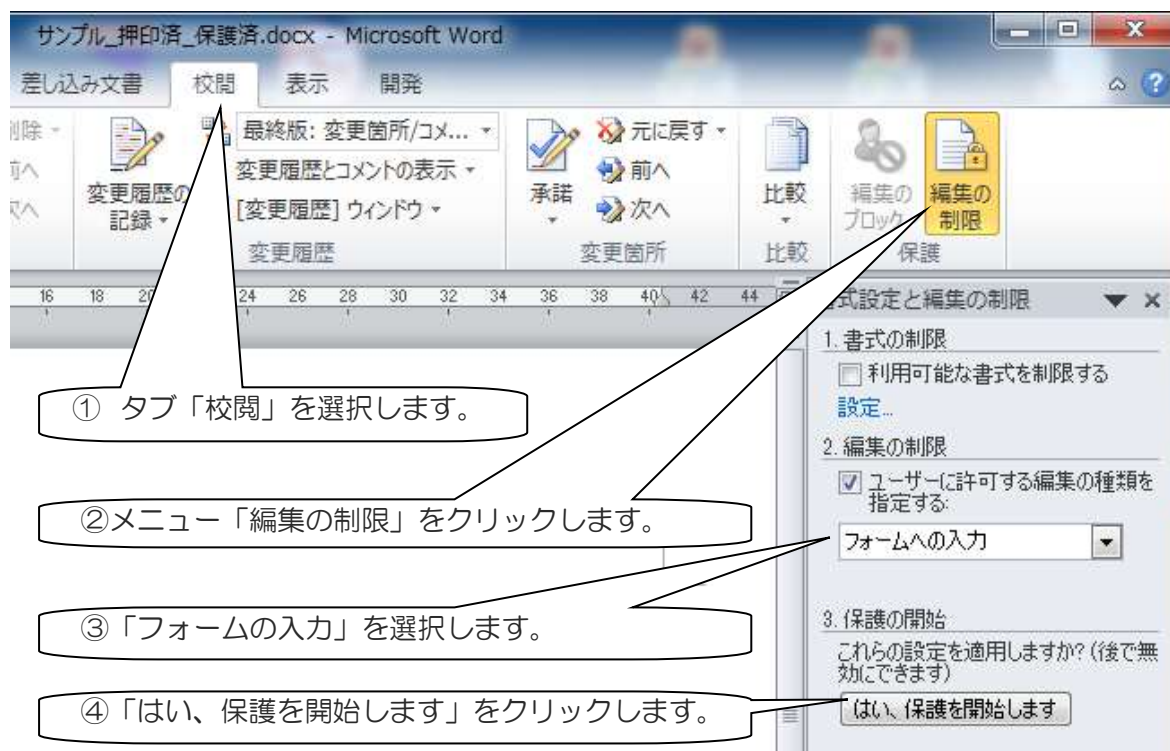 サンプル_押印済_保護済.docx - Microsoft Word
差し込み文書 校閲 表示 開発
削除
前へ
次へ
変更履歴の
記録
最終版: 変更箇所/コメ...
変更履歴とコメントの表示
[変更履歴] ウィンドウ
変更履歴
承諾
元に戻す
前へ
次へ
変更箇所
比較
比較
編集の
ブロック
編集の
制限
保護
16 18 20 24 26 28 30 32 34 36 38 40 42 44
式設定と編集の制限
1. 書式の制限
利用可能な書式を制限する
設定...
2. 編集の制限
ユーザーに許可する編集の種類を
指定する:
フォームへの入力
3. 保護の開始
これらの設定を適用しますか? (後で無
効にできます)
はい、保護を開始します
① タブ「校閲」を選択します。
②メニュー「編集の制限」をクリックします。
③「フォームの入力」を選択します。
④「はい、保護を開始します」をクリックします。